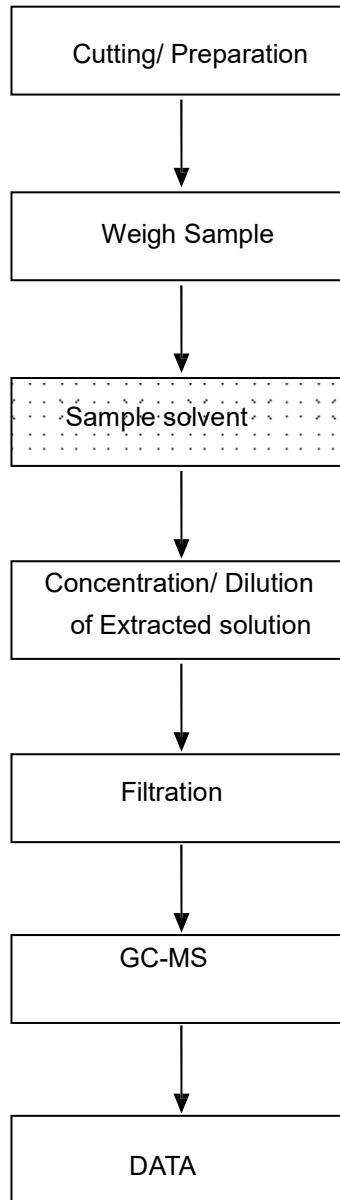 Cutting/ Preparation
Weigh Sample
Sample solvent
Concentration/ Dilution
of Extracted solution
Filtration
GC-MS
DATA